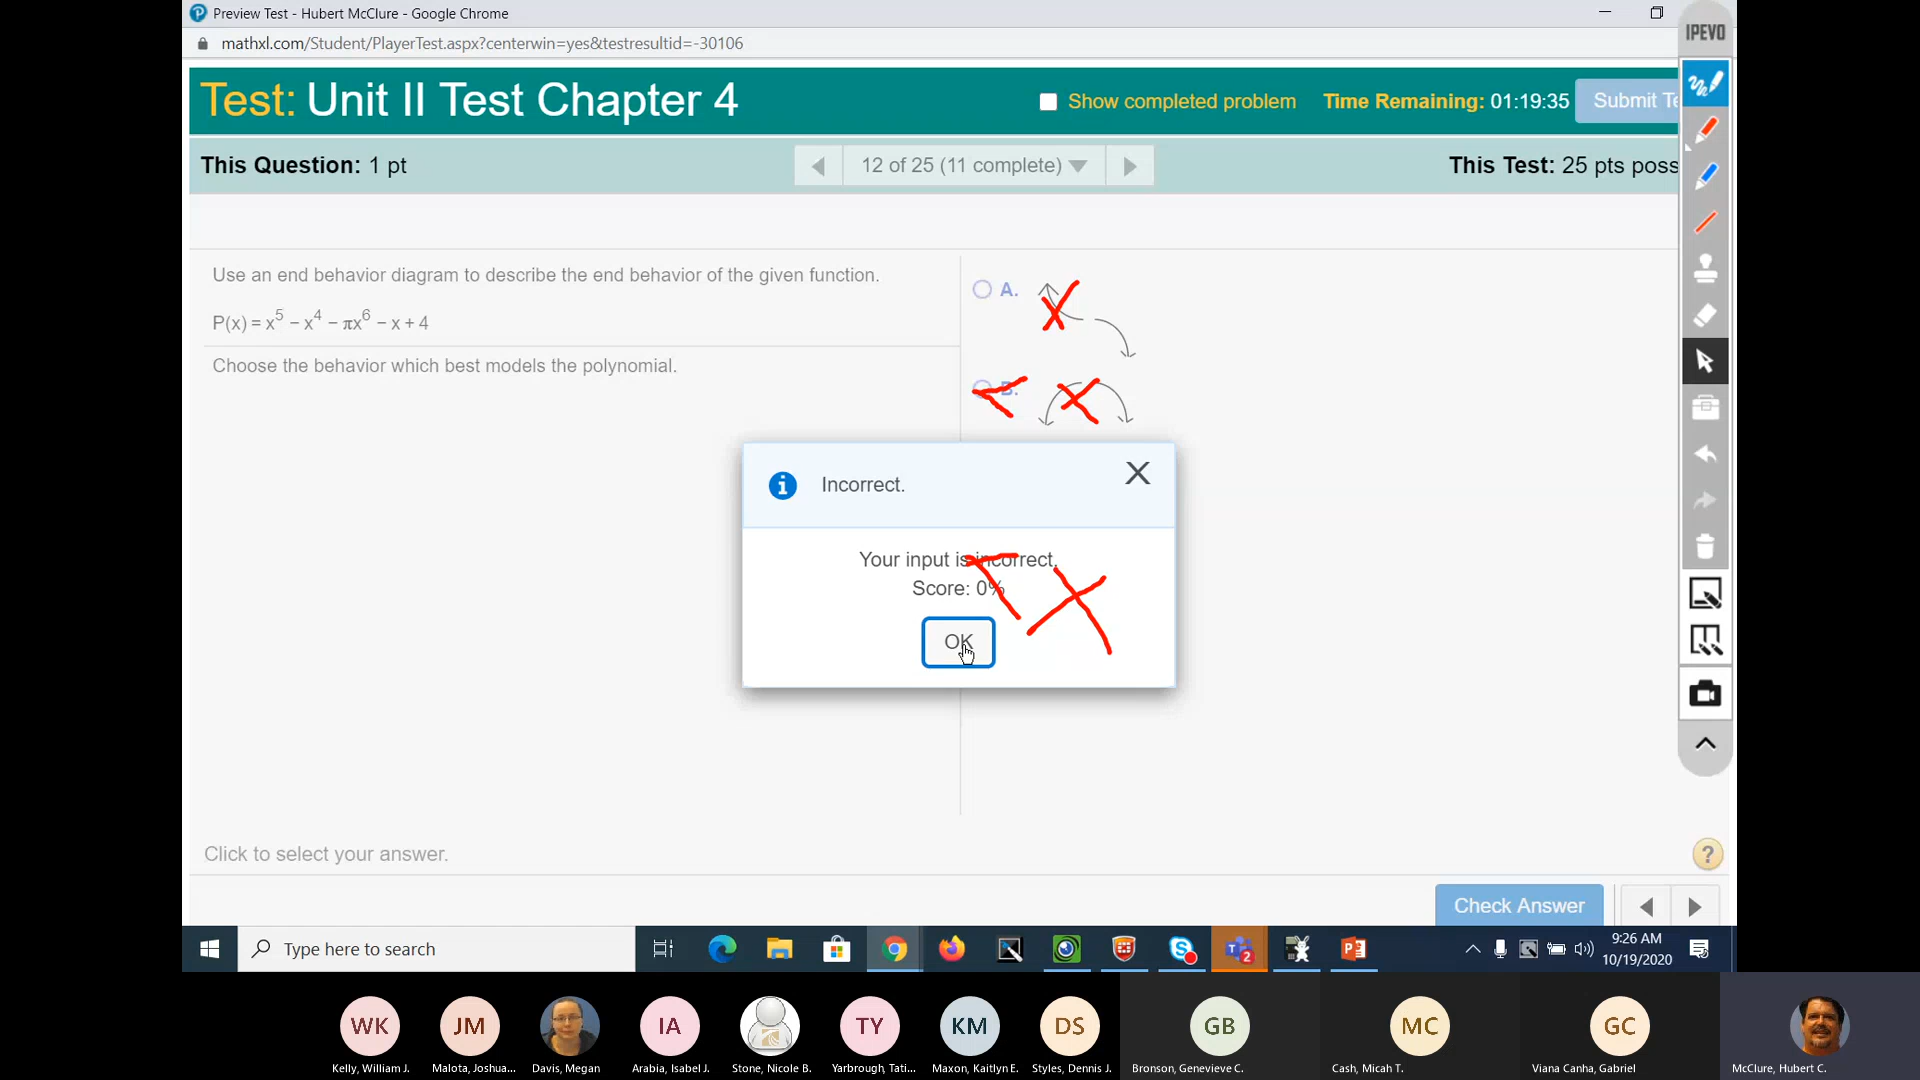 Preview Test - Hubert McClure - Google Chrome
mathxl.com/Student/PlayerTest.aspx?centerwin=yes&testresultid=-30106
IPEVO
Test: Unit II Test Chapter 4
Show completed problem
Time Remaining: 01:19:35
Submit Te
This Question: 1 pt
12 of 25 (11 complete)
This Test: 25 pts poss
Use an end behavior diagram to describe the end behavior of the given function.
P(x) = x⁵ − x⁴ − πx⁶ − x + 4
Choose the behavior which best models the polynomial.
A.
B.
Incorrect.
Your input is incorrect.
Score: 0%
OK
Click to select your answer.
?
Check Answer
Type here to search
2
9:26 AM
10/19/2020
WK
JM
IA
TY
KM
DS
GB
MC
GC
Kelly, William J.
Malota, Joshua...
Davis, Megan
Arabia, Isabel J.
Stone, Nicole B.
Yarbrough, Tati...
Maxon, Kaitlyn E.
Styles, Dennis J.
Bronson, Genevieve C.
Cash, Micah T.
Viana Canha, Gabriel
McClure, Hubert C.